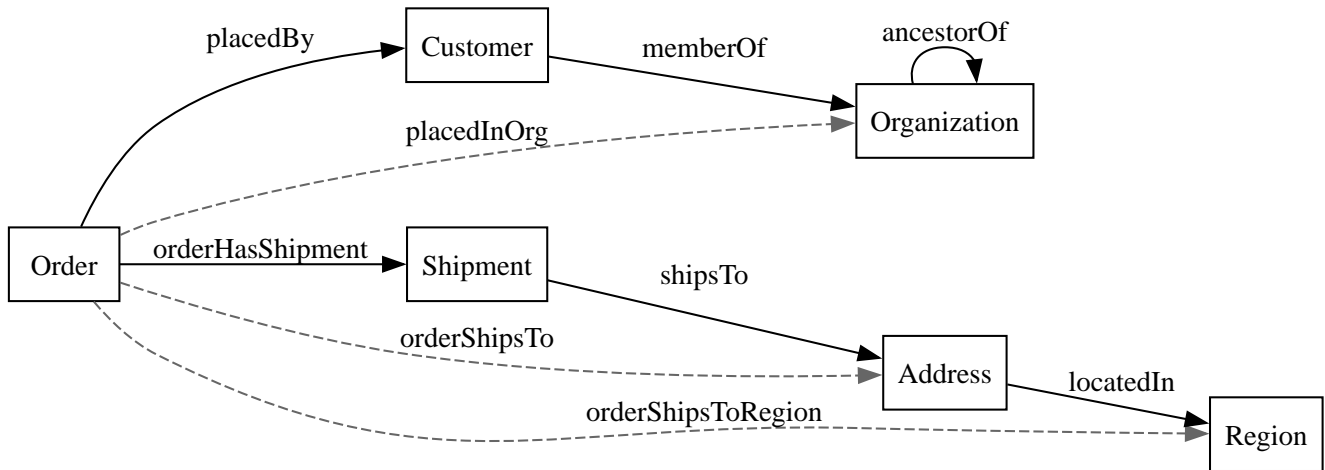 placedBy
Customer
memberOf
ancestorOf
Organization
placedInOrg
Order
orderHasShipment
Shipment
shipsTo
orderShipsTo
Address
locatedIn
orderShipsToRegion
Region